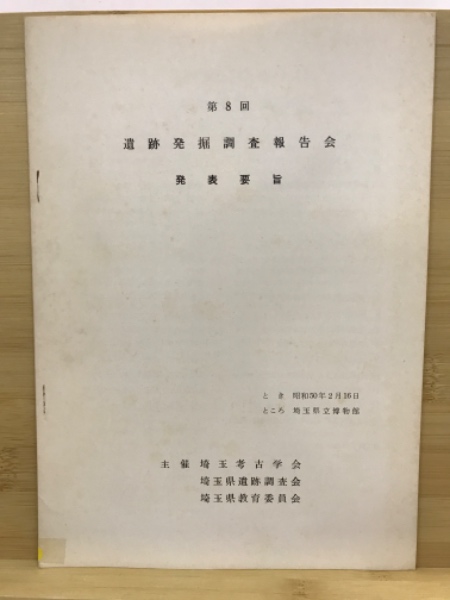 第8回
遺跡発掘調査報告会
発表要旨
とき 昭和50年2月16日
ところ 埼玉県立博物館
主催 埼玉考古学会
埼玉県遺跡調査会
埼玉県教育委員会